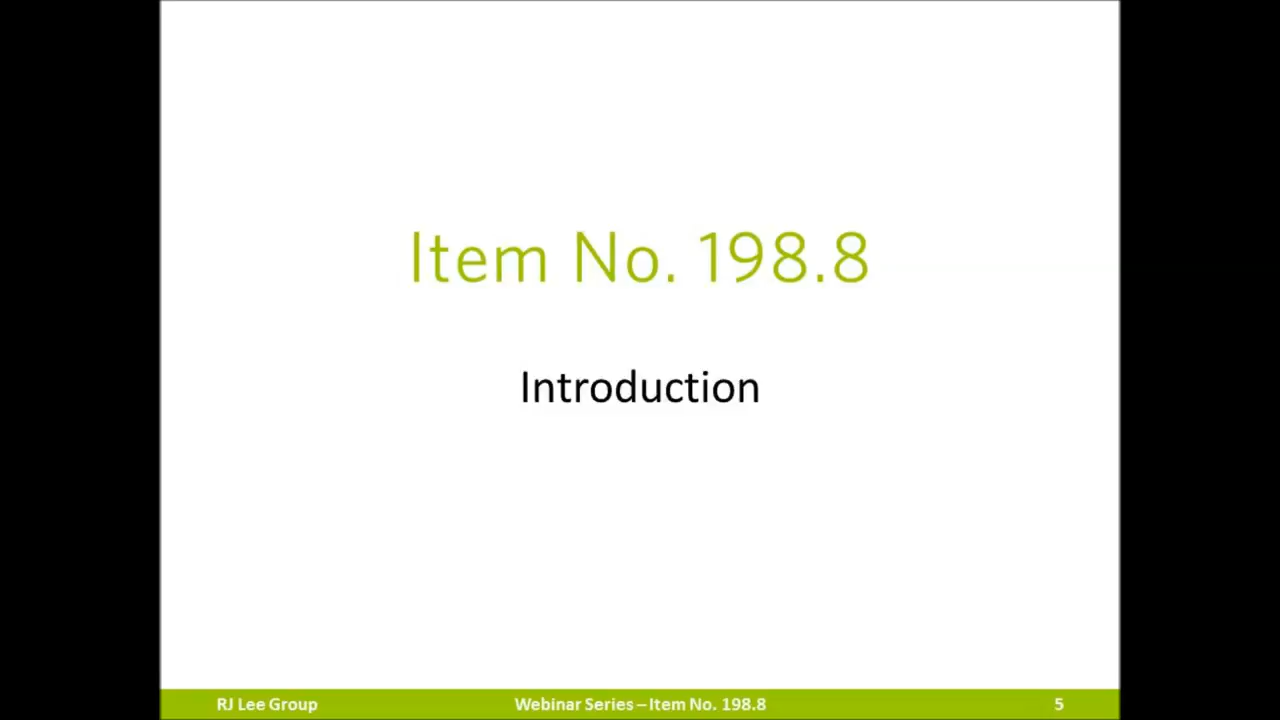 Item No. 198.8
Introduction
RJ Lee Group Webinar Series – Item No. 198.8 5